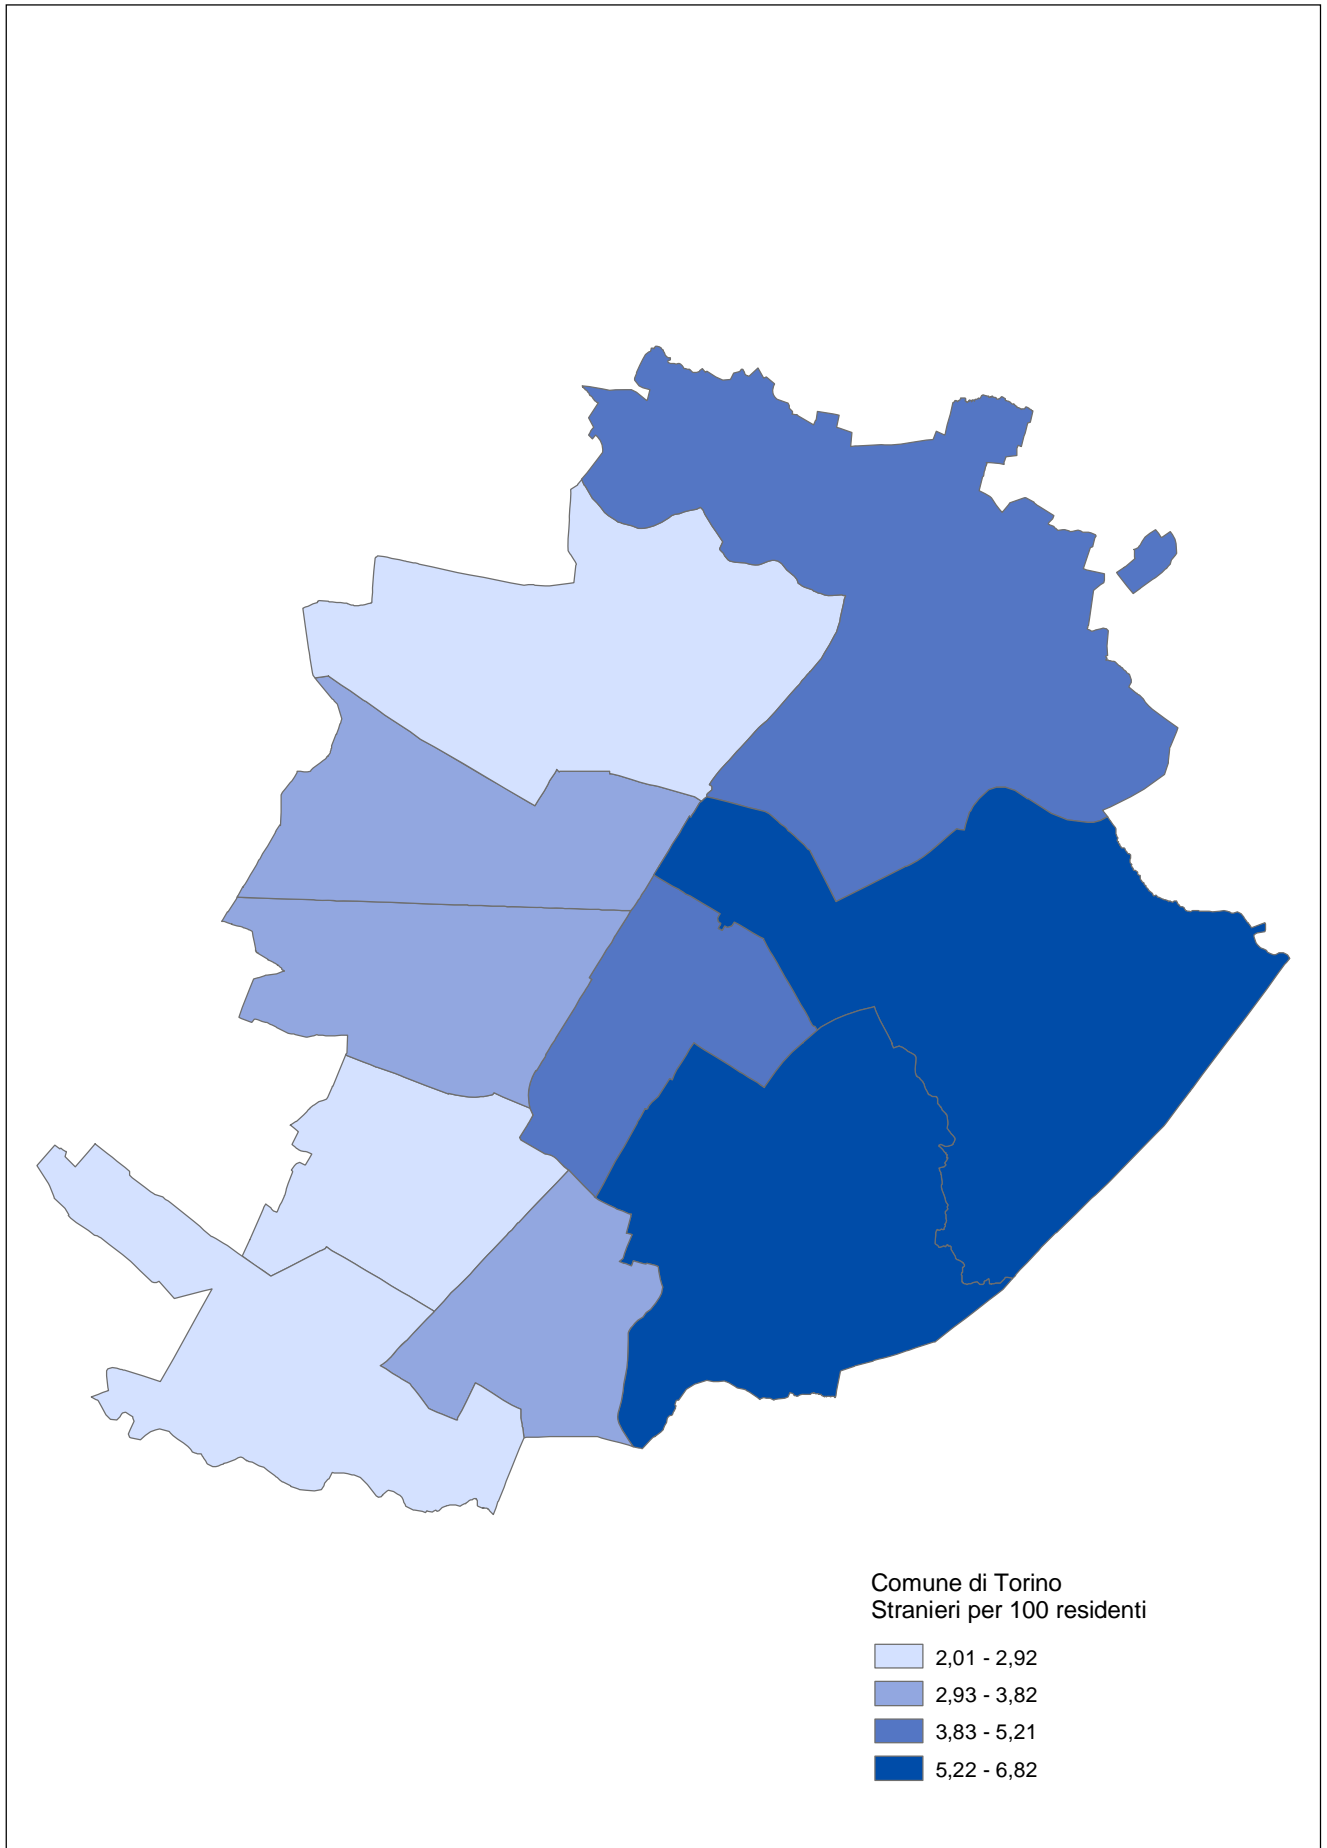 Comune di Torino
Stranieri per 100 residenti
2,01 - 2,92
2,93 - 3,82
3,83 - 5,21
5,22 - 6,82